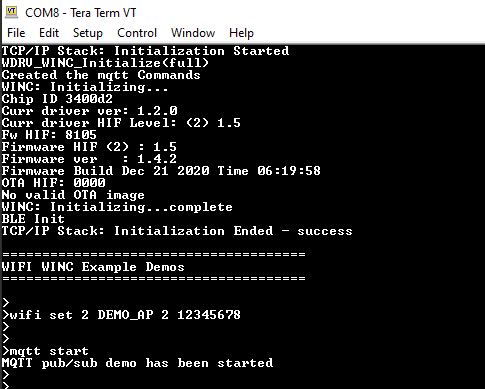 COM8 - Tera Term VT
File Edit Setup Control Window Help
TCP/IP Stack: Initialization Started
WDRU_WINC_Initialize(full)
Created the mqtt Commands
WINC: Initializing...
Chip ID 3400d2
Curr driver ver: 1.2.0
Curr driver HIF Level: (2) 1.5
Fw HIF: 8105
Firmware HIF (2) : 1.5
Firmware ver   : 1.4.2
Firmware Build Dec 21 2020 Time 06:19:58
OTA HIF: 0000
No valid OTA image
WINC: Initializing...complete
BLE Init
TCP/IP Stack: Initialization Ended - success
======================================
WIFI WINC Example Demos
======================================
>
>wifi set 2 DEMO_AP 2 12345678
>
>
>mqtt start
MQTT pub/sub demo has been started
>
>